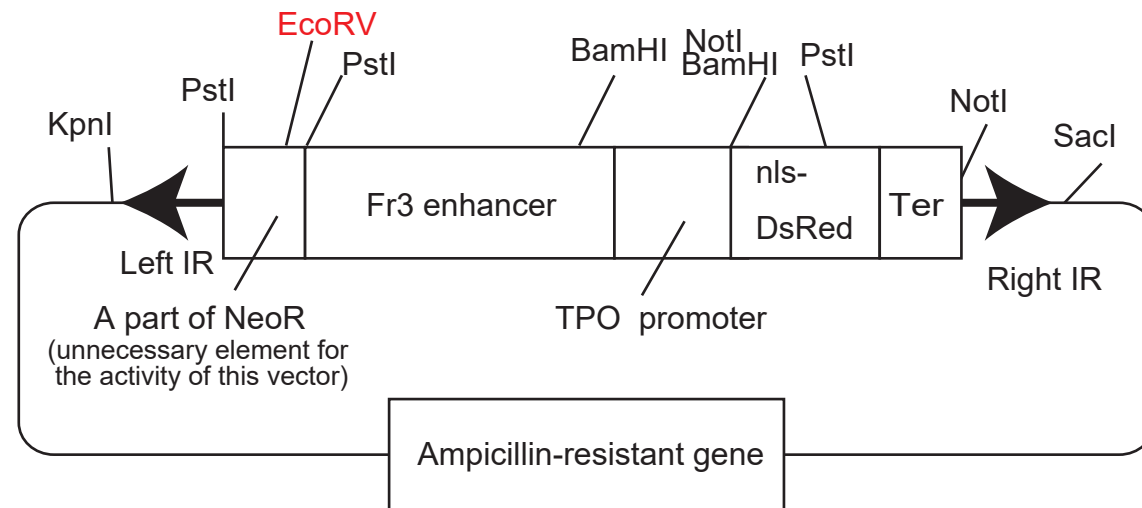 EcoRV
PstI
PstI
KpnI
BamHI
NotI
BamHI
PstI
NotI
SacI
Fr3 enhancer
nls-
DsRed
Ter
Left IR
Right IR
A part of NeoR
(unnecessary element for
the activity of this vector)
TPO promoter
Ampicillin-resistant gene